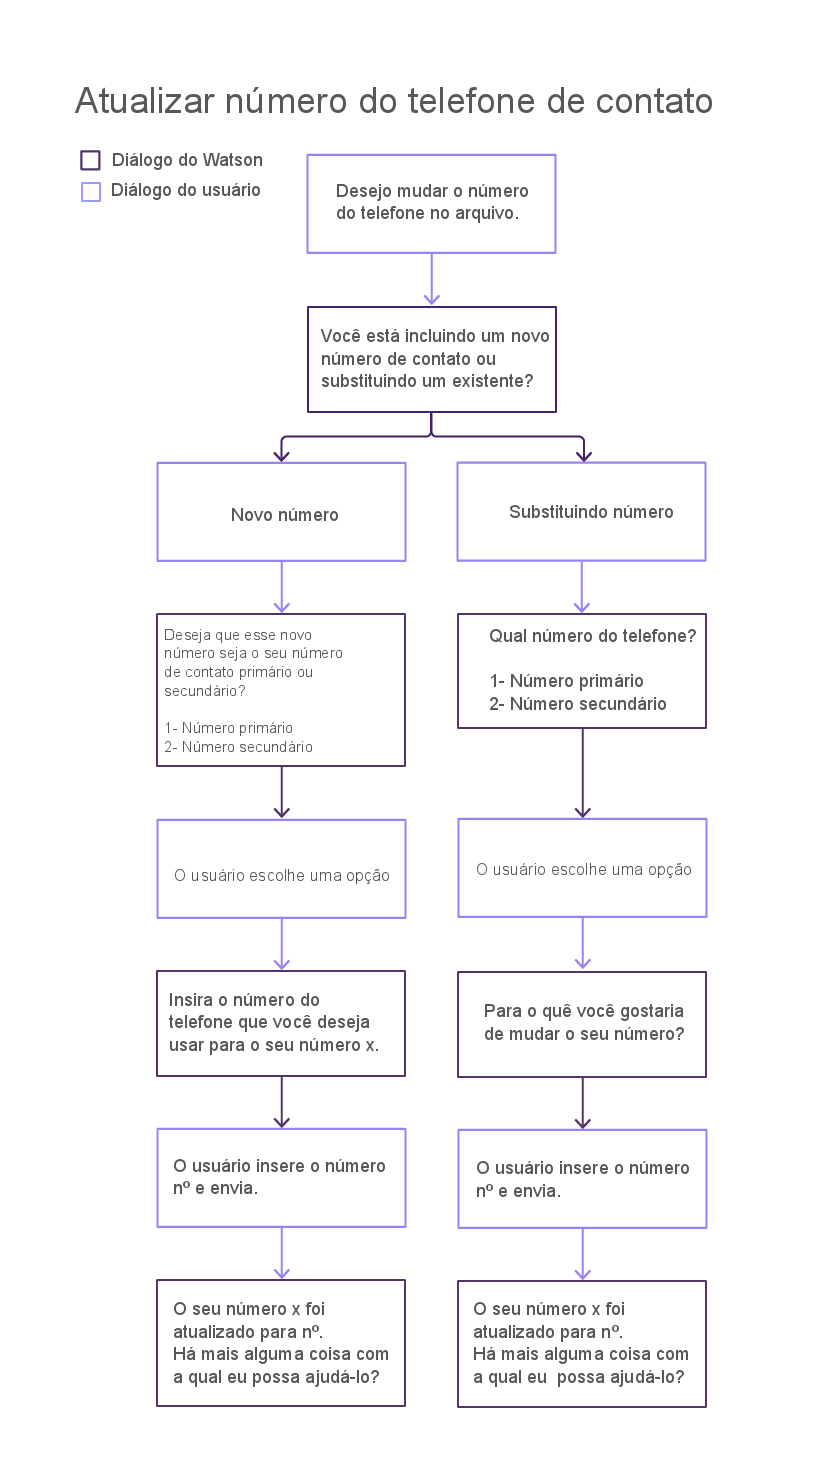 Atualizar número do telefone de contato
Diálogo do Watson
Diálogo do usuário
Desejo mudar o número
do telefone no arquivo.
Você está incluindo um novo
número de contato ou
substituindo um existente?
Novo número
Substituindo número
Deseja que esse novo
número seja o seu número
de contato primário ou
secundário?
1- Número primário
2- Número secundário
Qual número do telefone?
1- Número primário
2- Número secundário
O usuário escolhe uma opção
O usuário escolhe uma opção
Insira o número do
telefone que você deseja
usar para o seu número x.
Para o quê você gostaria
de mudar o seu número?
O usuário insere o número
nº e envia.
O usuário insere o número
nº e envia.
O seu número x foi
atualizado para nº.
Há mais alguma coisa com
a qual eu possa ajudá-lo?
O seu número x foi
atualizado para nº.
Há mais alguma coisa com
a qual eu  possa ajudá-lo?